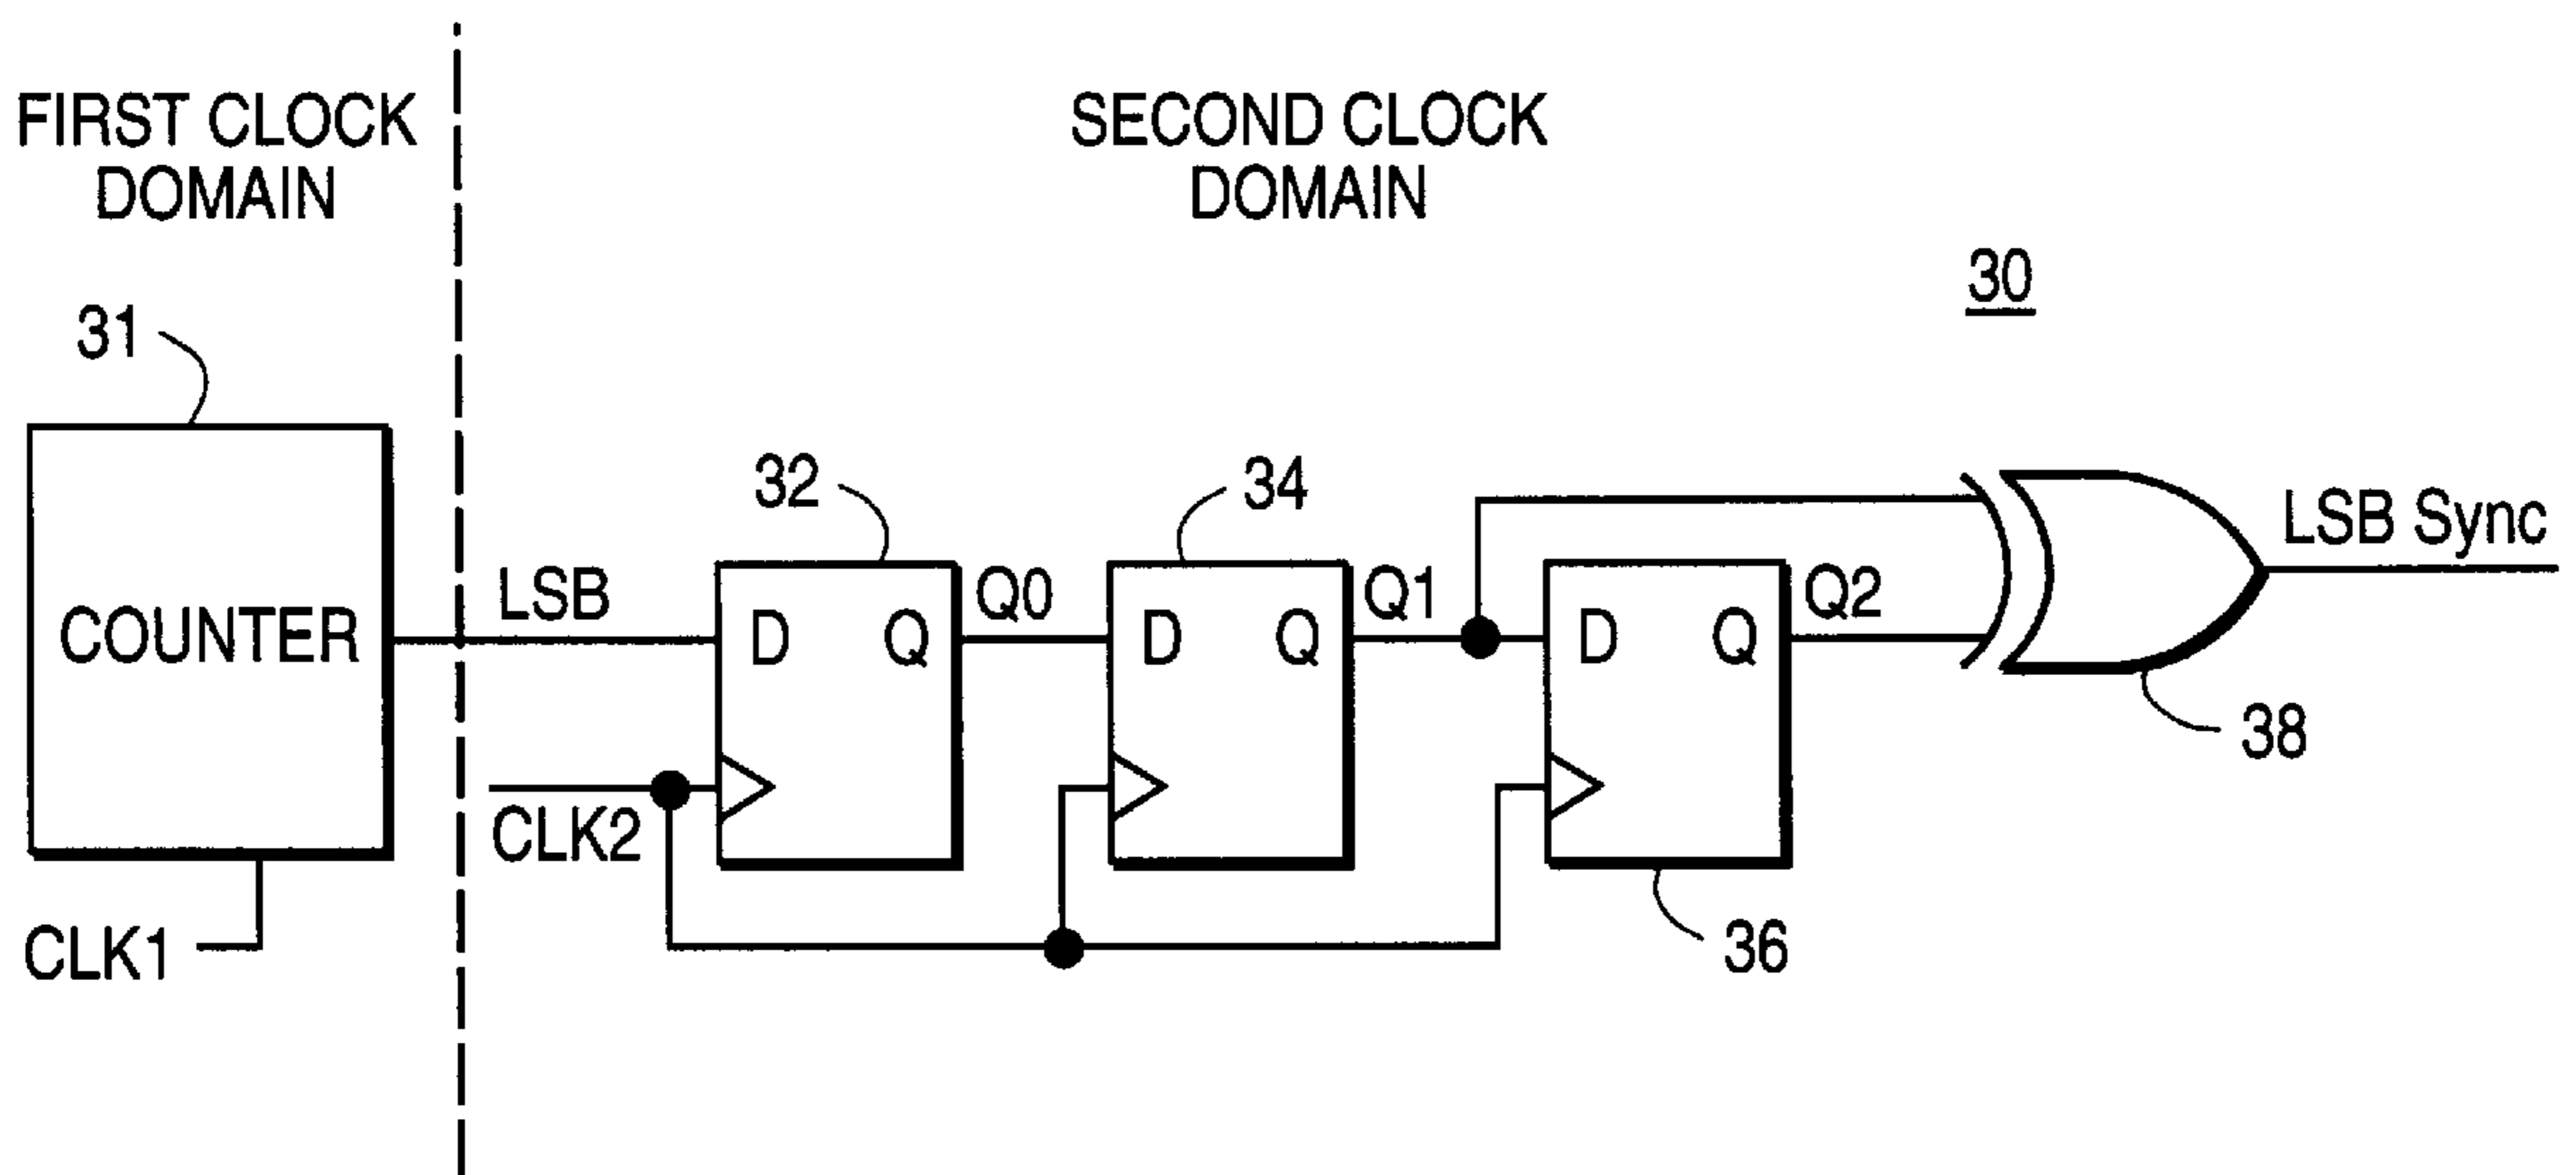 FIRST CLOCK
DOMAIN
SECOND CLOCK
DOMAIN
30
31
COUNTER
CLK1
LSB
CLK2
32
D Q
Q0
34
D Q
Q1
D Q
Q2
36
38
LSB Sync